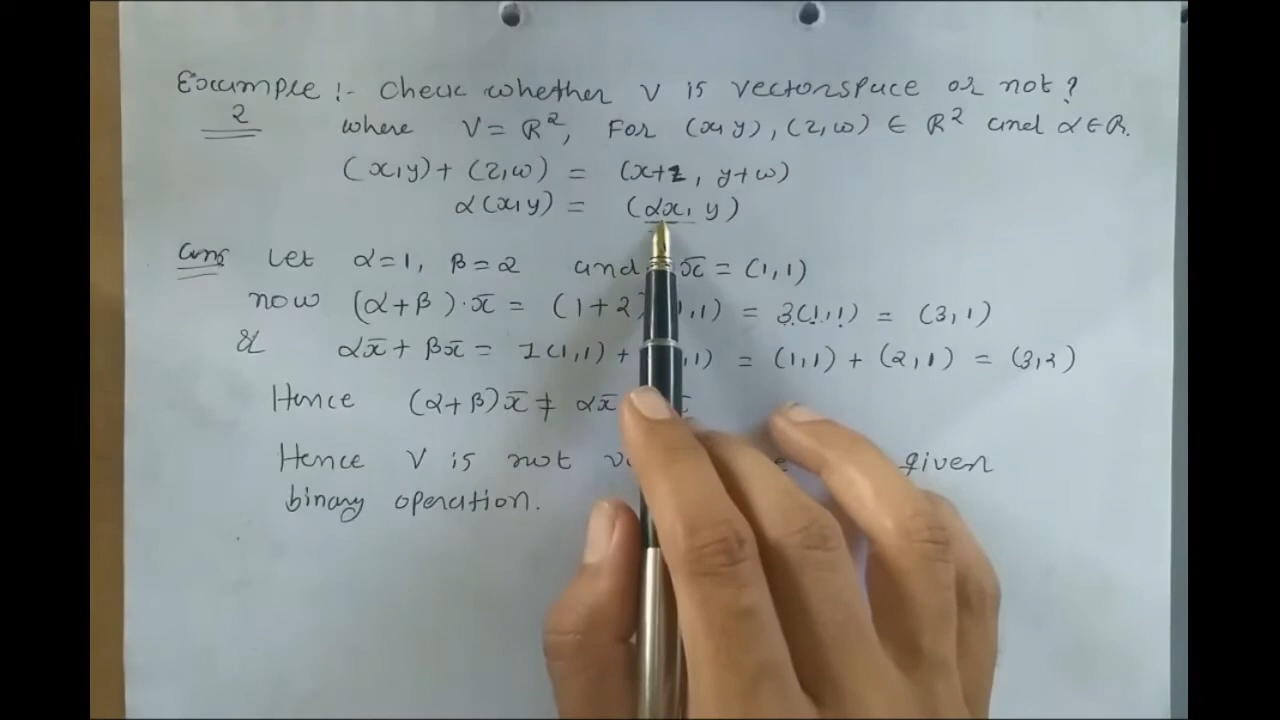 Example :- Check whether V is vectorspace or not?
2 where V = R², For (x,y), (z,w) ∈ R² and α∈R.
(x,y) + (z,w) = (x+z, y+w)
α(x,y) = (αx, y)
ans Let α=1, β=2 and x̄ = (1,1)
now (α+β)·x̄ = (1+2) ,1) = 3(1,1) = (3,1)
& αx̄ + βx̄ = 1(1,1) + ,1) = (1,1) + (2,1) = (3,2)
Hence (α+β)x̄ ≠ αx̄
Hence V is not given
binary operation.